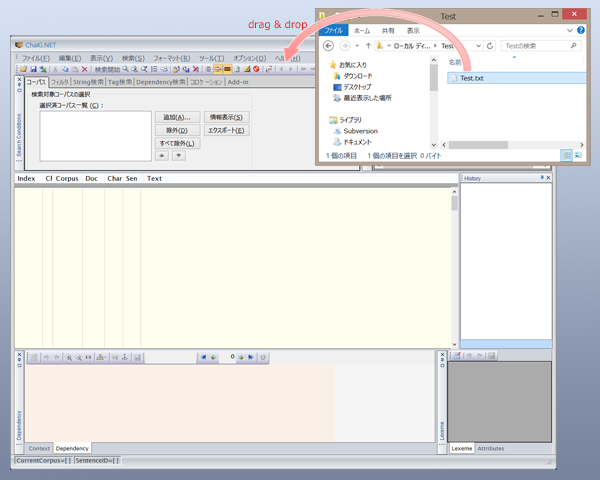 drag & drop
Test
ファイル ホーム 共有 表示
ローカル ディ... Test
Testの検索
お気に入り
ダウンロード
デスクトップ
最近表示した場所
ライブラリ
Subversion
ドキュメント
名前
Test.txt
1 個の項目 1 個の項目を選択 0 バイト
ChaKi.NET
ファイル(F) 編集(E) 表示(V) 検索(S) フォーマット(R) ツール(T) オプション(O) ヘルプ(H)
検索開始
コーパス フィルタ String検索 Tag検索 Dependency検索 コロケーション Add-in
Search Conditions
検索対象コーパスの選択
選択済コーパス一覧 (C) :
追加(A)... 情報表示(S)
除外(D) エクスポート(E)
すべて除外(L)
Index Cl Corpus Doc Char Sen Text
History
1:1
0
Dependency
Lexeme
Context Dependency
Lexeme Attributes
[CurrentCorpus=[ ] [SentenceID=[ ]